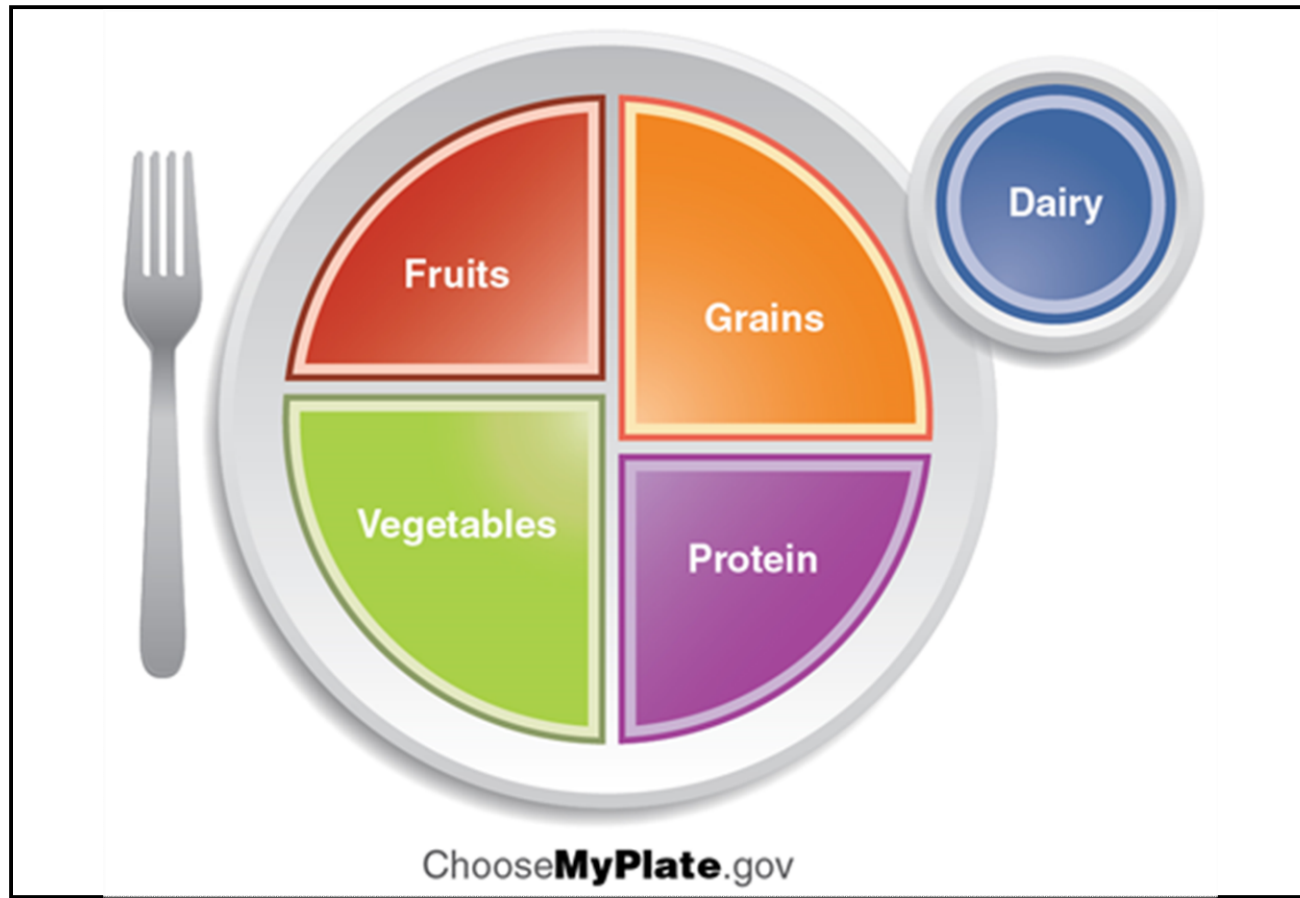 Fruits
Grains
Dairy
Vegetables
Protein
ChooseMyPlate.gov